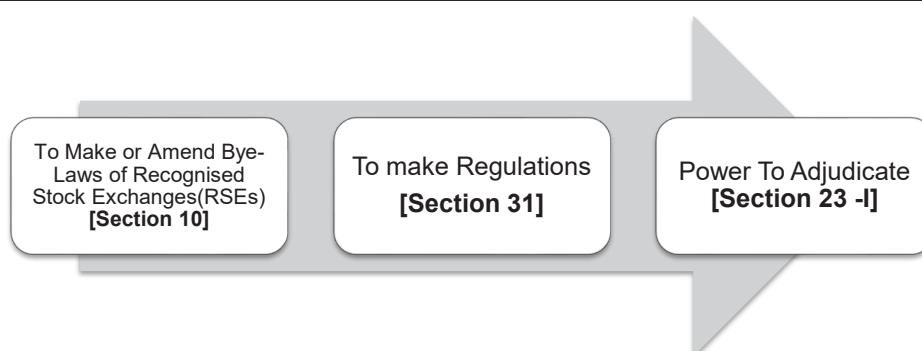 To Make or Amend Bye-
Laws of Recognised
Stock Exchanges(RSEs)
[Section 10]
To make Regulations
[Section 31]
Power To Adjudicate
[Section 23 -I]